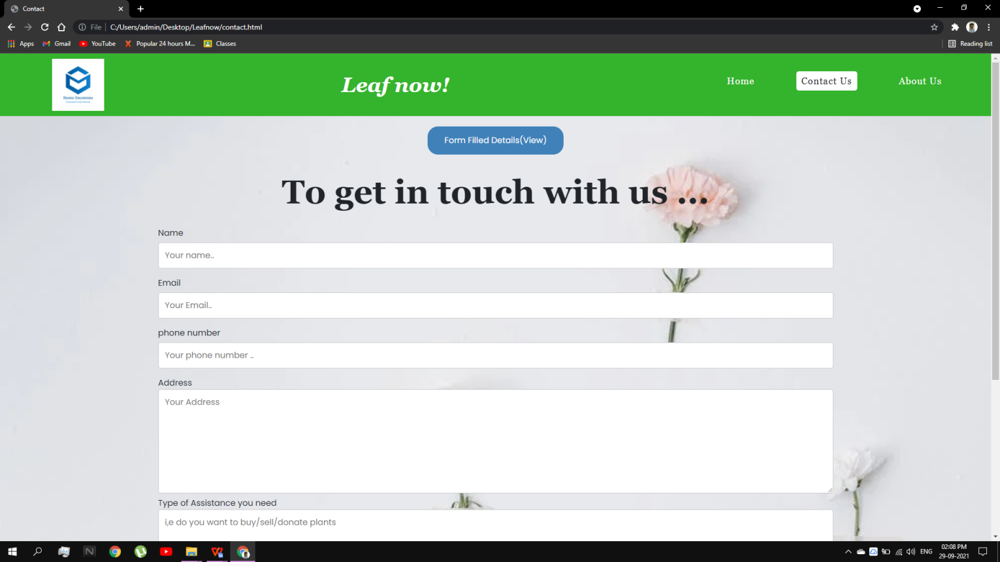 Contact
File
C:/Users/admin/Desktop/Leafnow/contact.html
Apps
Gmail
YouTube
Popular 24 hours M...
Classes
Reading list
Leaf now!
Home
Contact Us
About Us
Form Filled Details(View)
To get in touch with us ...
Name
Your name..
Email
Your Email..
phone number
Your phone number ..
Address
Your Address
Type of Assistance you need
i,e do you want to buy/sell/donate plants
ENG
02:08 PM
29-09-2021